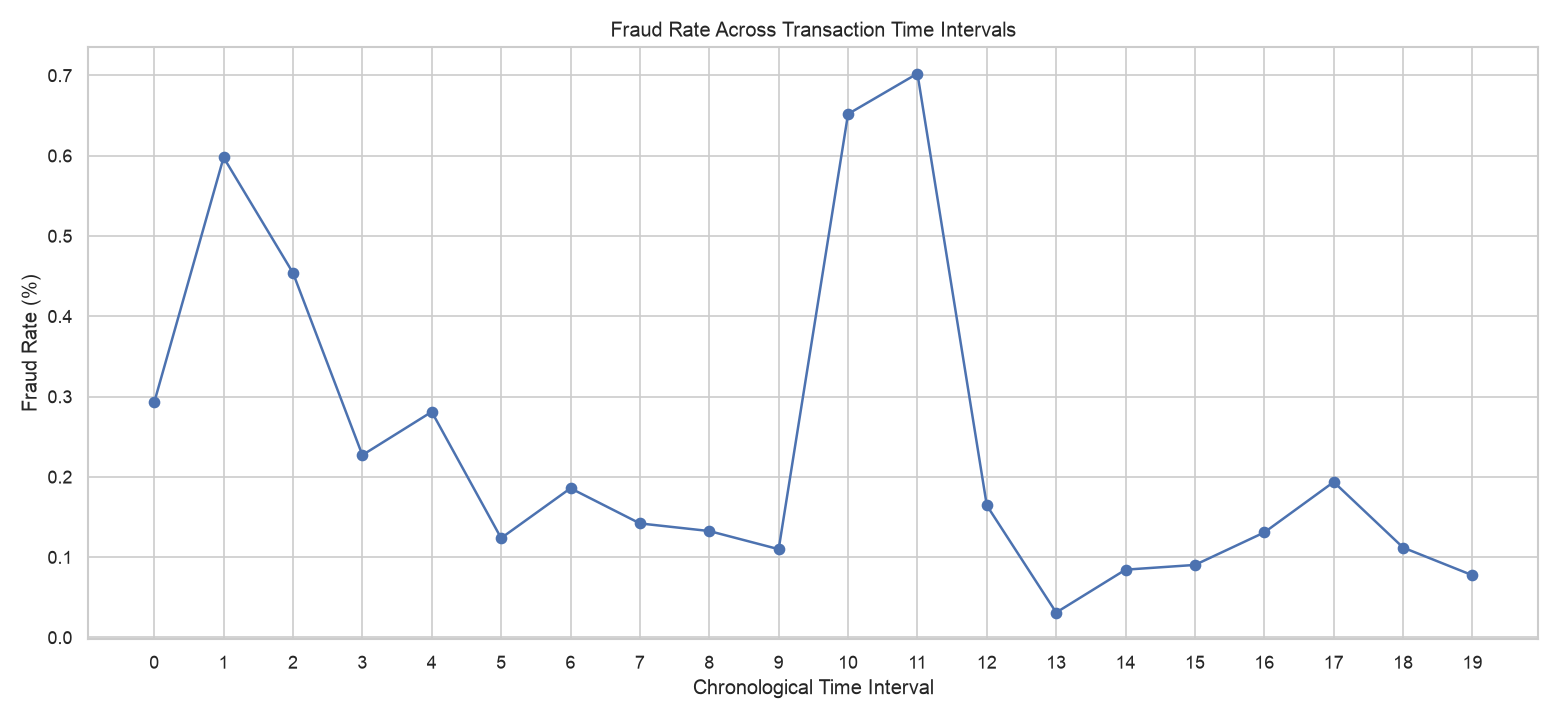 Fraud Rate Across Transaction Time Intervals
Fraud Rate (%)
0.7
0.6
0.5
0.4
0.3
0.2
0.1
0.0
0 1 2 3 4 5 6 7 8 9 10 11 12 13 14 15 16 17 18 19
Chronological Time Interval